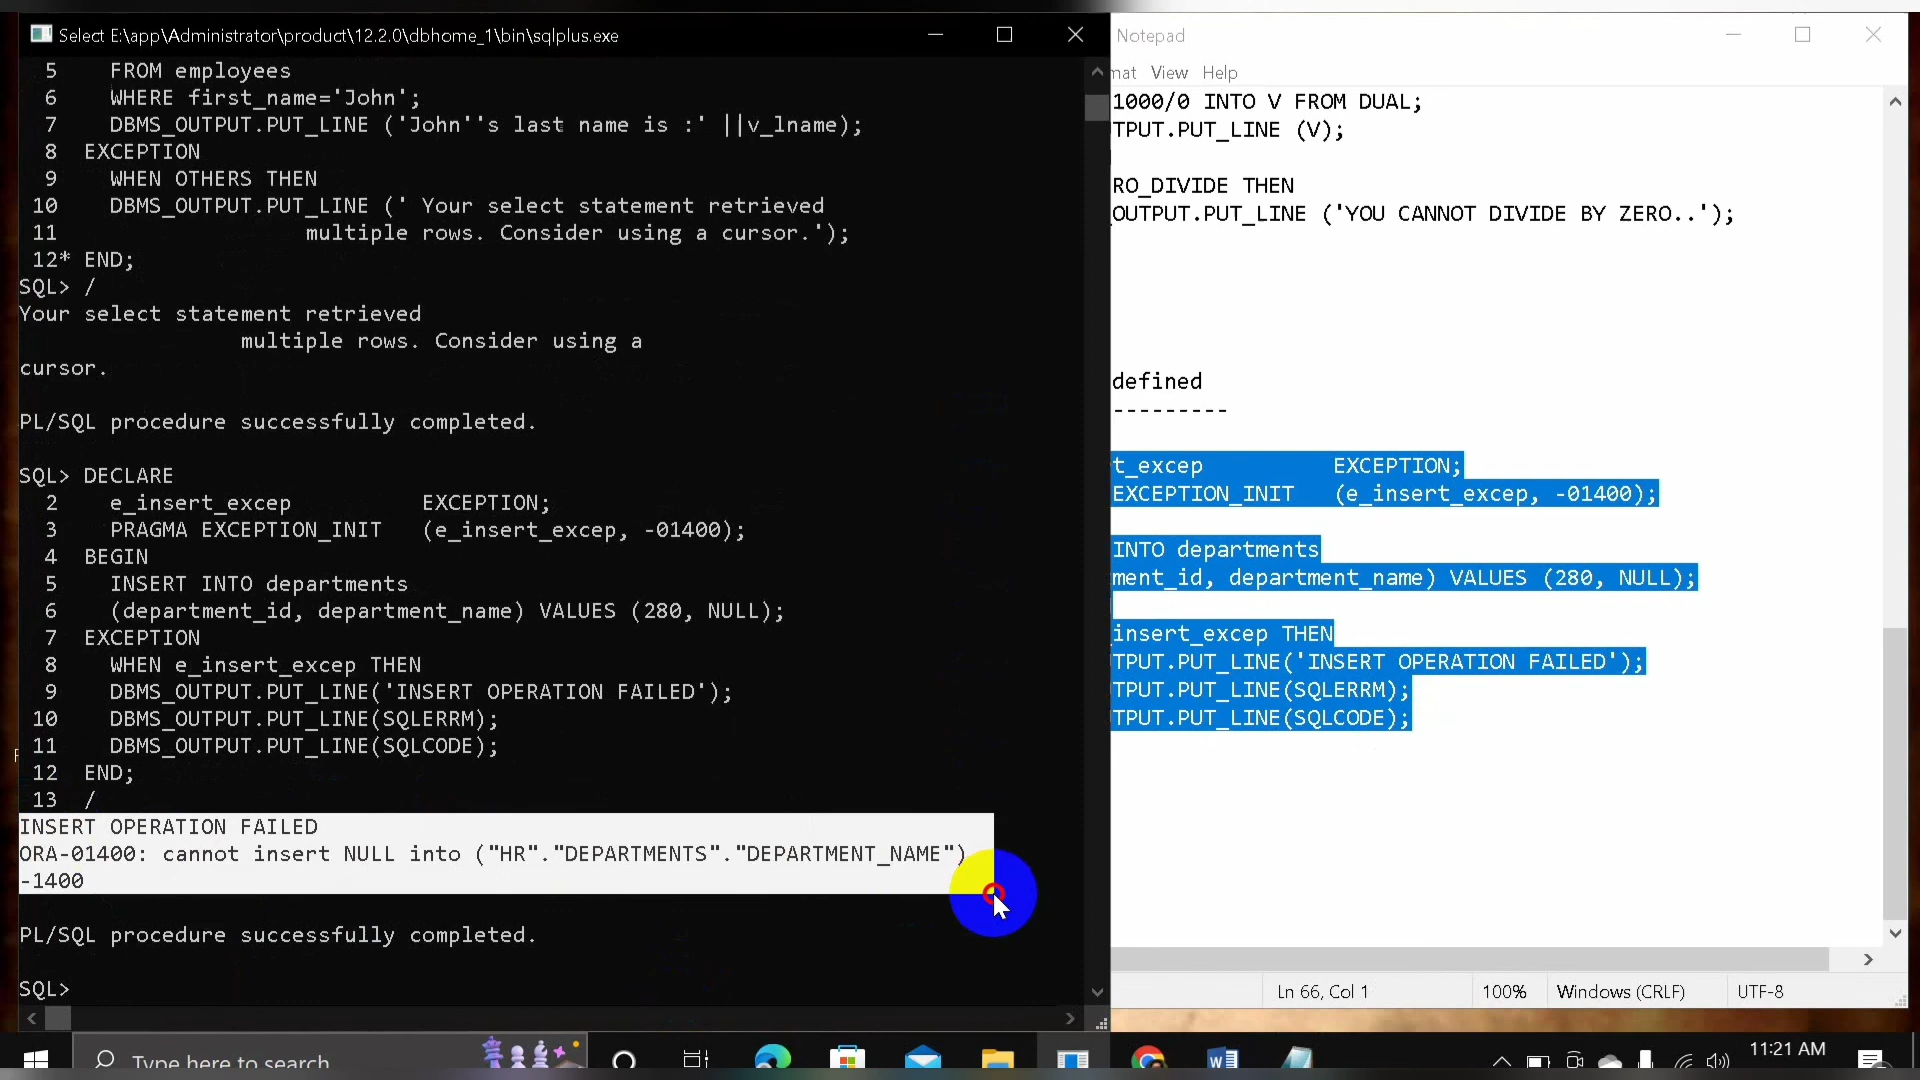 Select E:\app\Administrator\product\12.2.0\dbhome_1\bin\sqlplus.exe
5 FROM employees
6 WHERE first_name='John';
7 DBMS_OUTPUT.PUT_LINE ('John''s last name is :' ||v_lname);
8 EXCEPTION
9 WHEN OTHERS THEN
10 DBMS_OUTPUT.PUT_LINE (' Your select statement retrieved
11 multiple rows. Consider using a cursor.');
12* END;
SQL> /
Your select statement retrieved
multiple rows. Consider using a
cursor.
PL/SQL procedure successfully completed.
SQL> DECLARE
2 e_insert_excep EXCEPTION;
3 PRAGMA EXCEPTION_INIT (e_insert_excep, -01400);
4 BEGIN
5 INSERT INTO departments
6 (department_id, department_name) VALUES (280, NULL);
7 EXCEPTION
8 WHEN e_insert_excep THEN
9 DBMS_OUTPUT.PUT_LINE('INSERT OPERATION FAILED');
10 DBMS_OUTPUT.PUT_LINE(SQLERRM);
11 DBMS_OUTPUT.PUT_LINE(SQLCODE);
12 END;
13 /
INSERT OPERATION FAILED
ORA-01400: cannot insert NULL into ("HR"."DEPARTMENTS"."DEPARTMENT_NAME")
-1400
PL/SQL procedure successfully completed.
SQL>
Notepad
mat View Help
1000/0 INTO V FROM DUAL;
TPUT.PUT_LINE (V);
RO_DIVIDE THEN
OUTPUT.PUT_LINE ('YOU CANNOT DIVIDE BY ZERO..');
defined
---------
t_excep EXCEPTION;
EXCEPTION_INIT (e_insert_excep, -01400);
INTO departments
ment_id, department_name) VALUES (280, NULL);
insert_excep THEN
TPUT.PUT_LINE('INSERT OPERATION FAILED');
TPUT.PUT_LINE(SQLERRM);
TPUT.PUT_LINE(SQLCODE);
Ln 66, Col 1 100% Windows (CRLF) UTF-8
Type here to search
11:21 AM